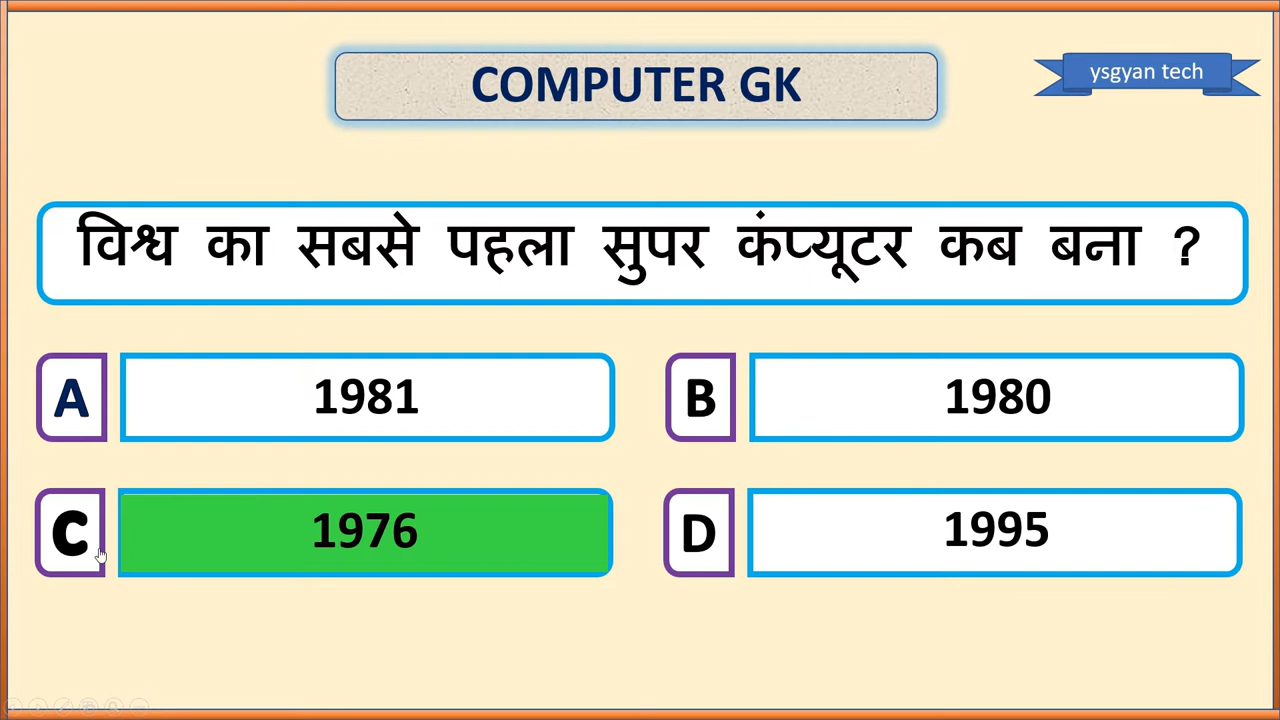 COMPUTER GK
ysgyan tech
विश्व का सबसे पहला सुपर कंप्यूटर कब बना ?
A
1981
B
1980
C
1976
D
1995